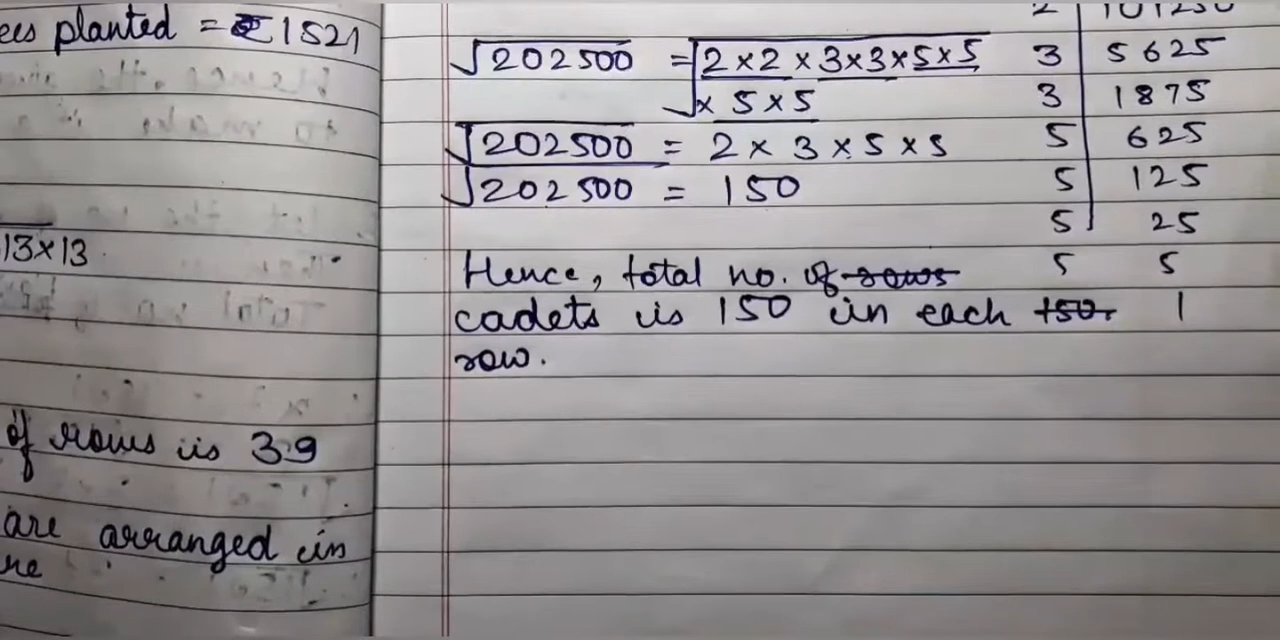 ees planted = 1521
13×13
of rows is 39
are arranged in
re
√202500 = √2×2×3×3×5×5
× 5×5
√202500 = 2×3×5×5
√202500 = 150
Hence, total no. of rows
cadets is 150 in each 150.
row.
2 | 101250
3 | 5625
3 | 1875
5 | 625
5 | 125
5 | 25
5 5
1